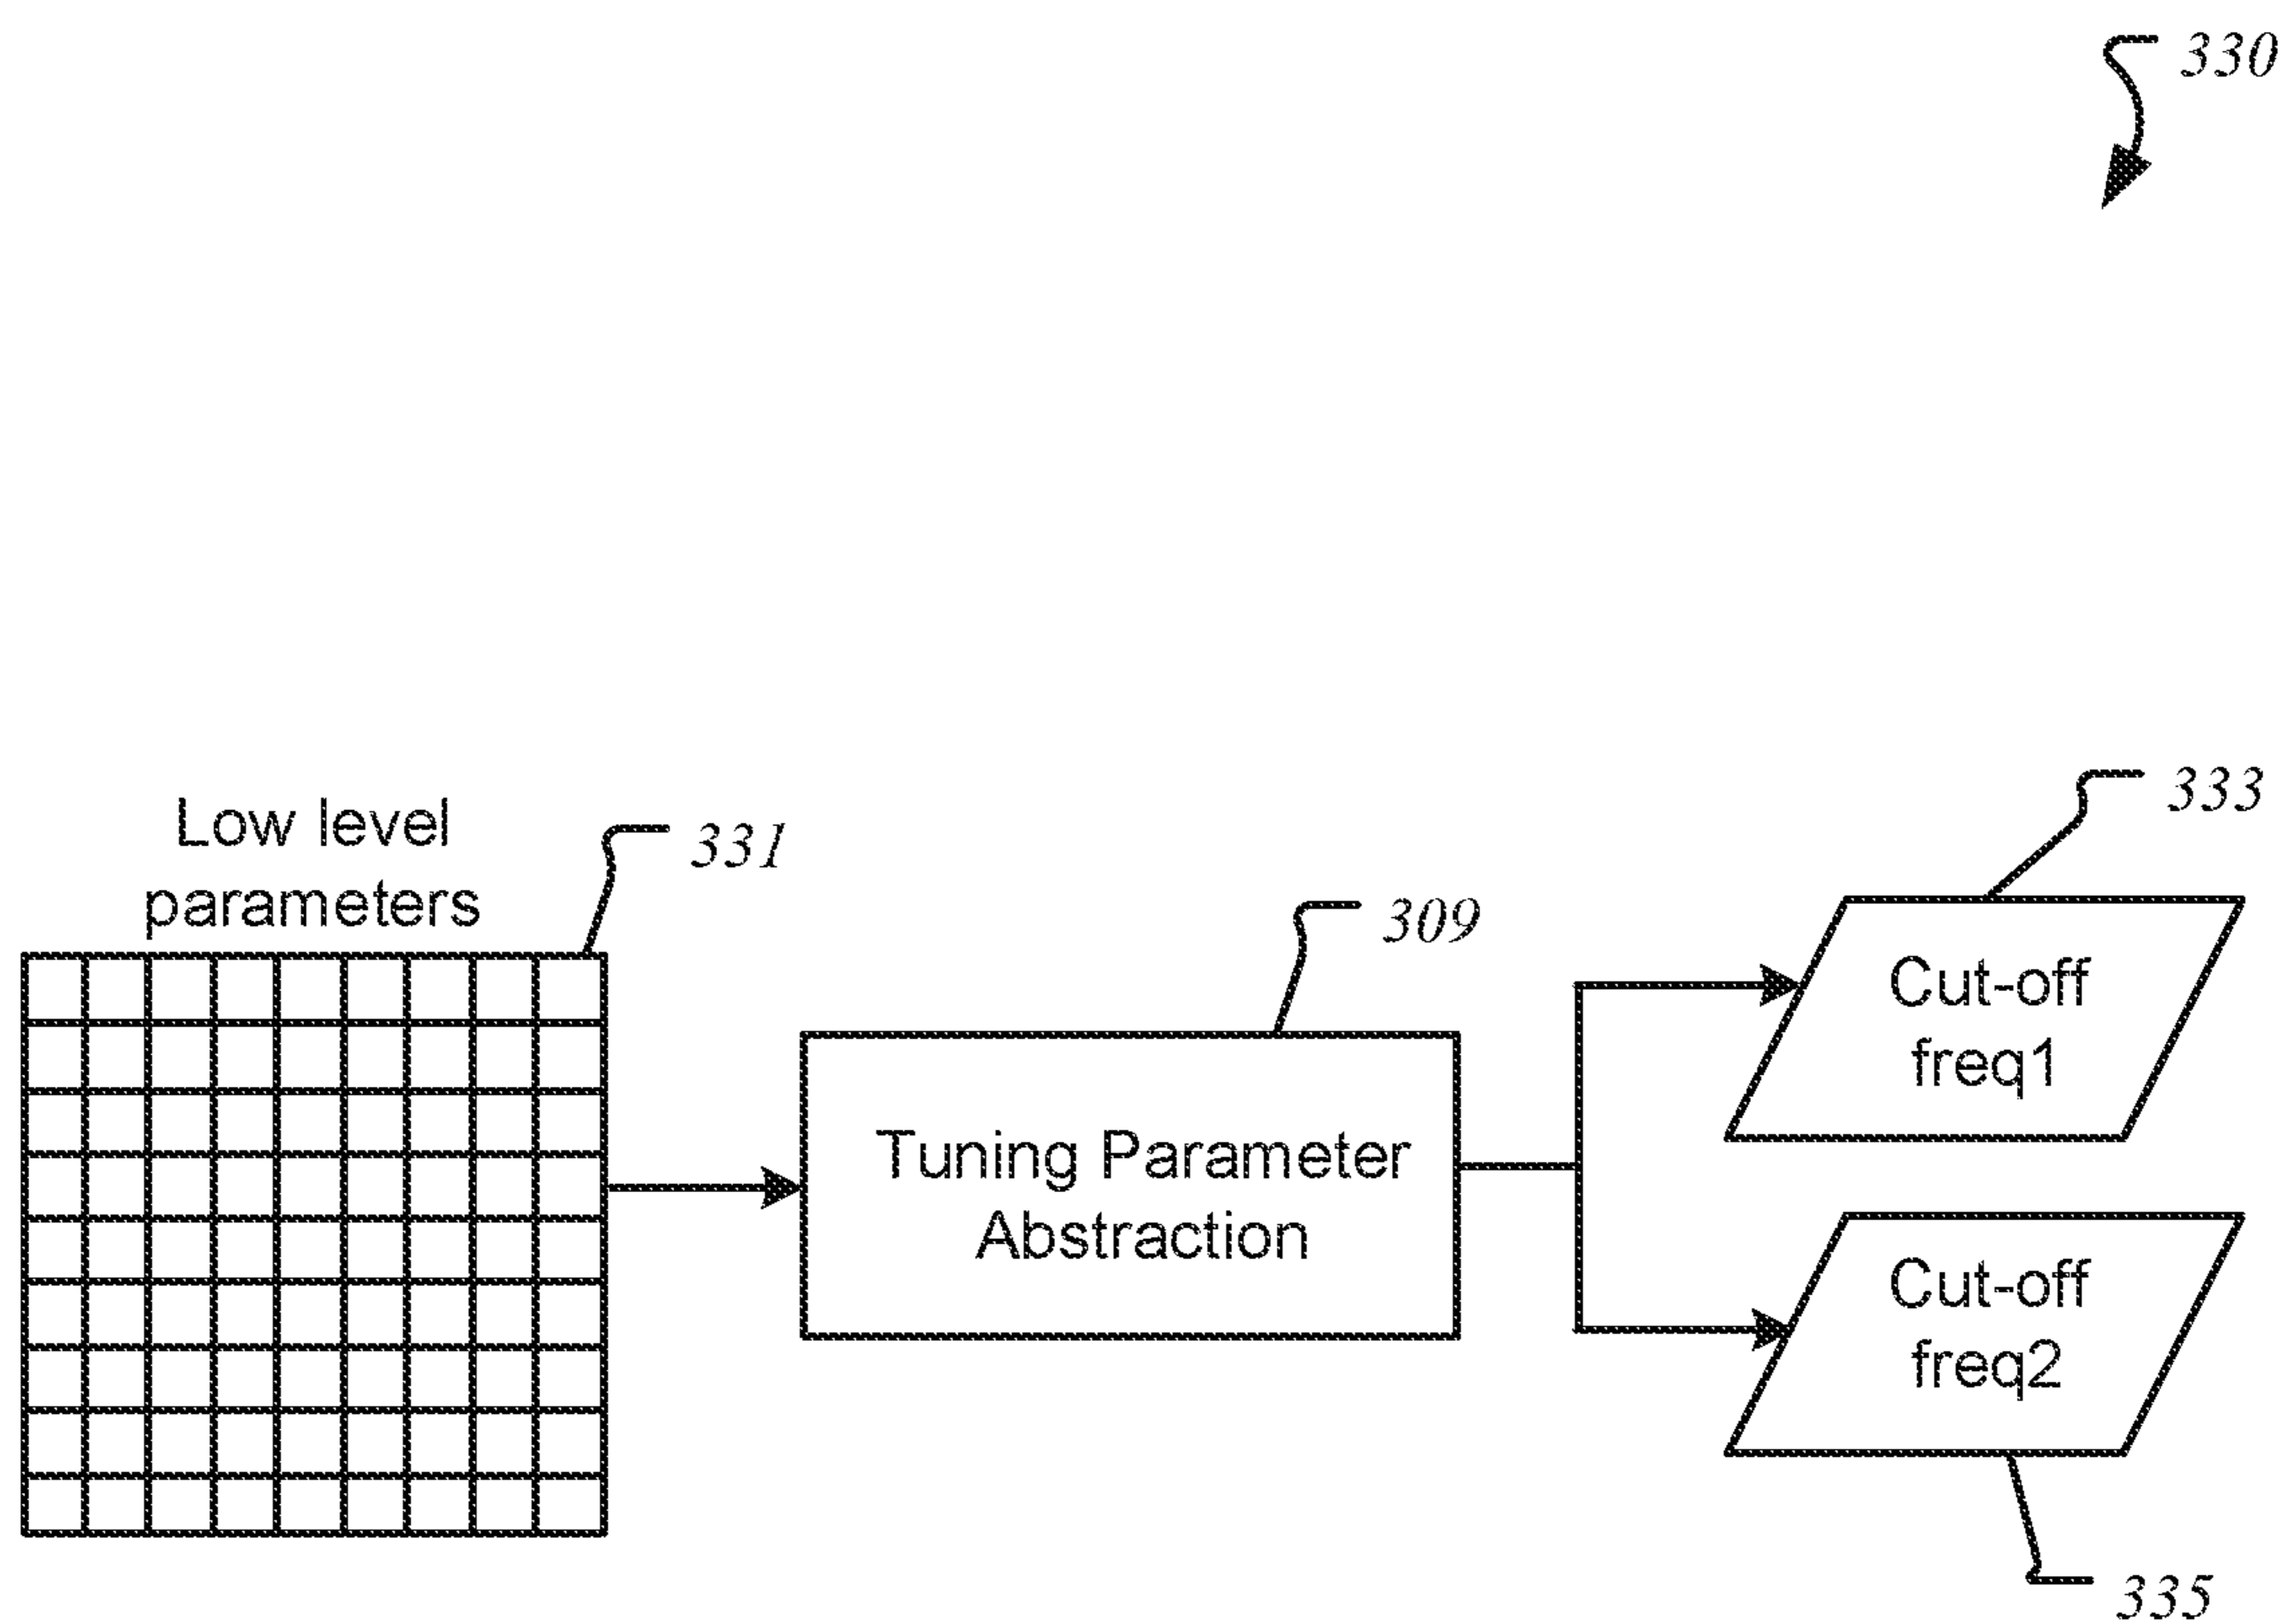 330
Low level
parameters
331
309
Tuning Parameter
Abstraction
333
Cut-off
freq1
Cut-off
freq2
335